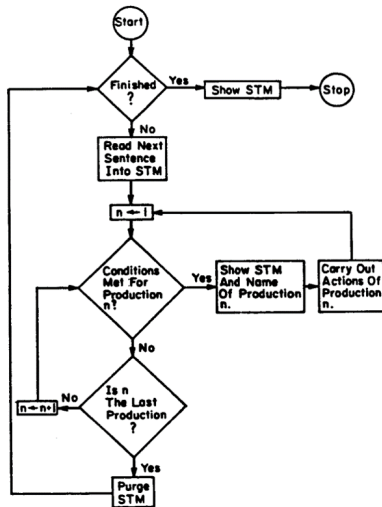 Start
Finished
?
Yes
Show STM
Stop
No
Read Next
Sentence
Into STM
n ← 1
Conditions
Met For
Production
n?
Yes
Show STM
And Name
Of Production
n.
Carry Out
Actions Of
Production
n.
No
Is n
The Last
Production
?
No
n ← n+1
Yes
Purge
STM